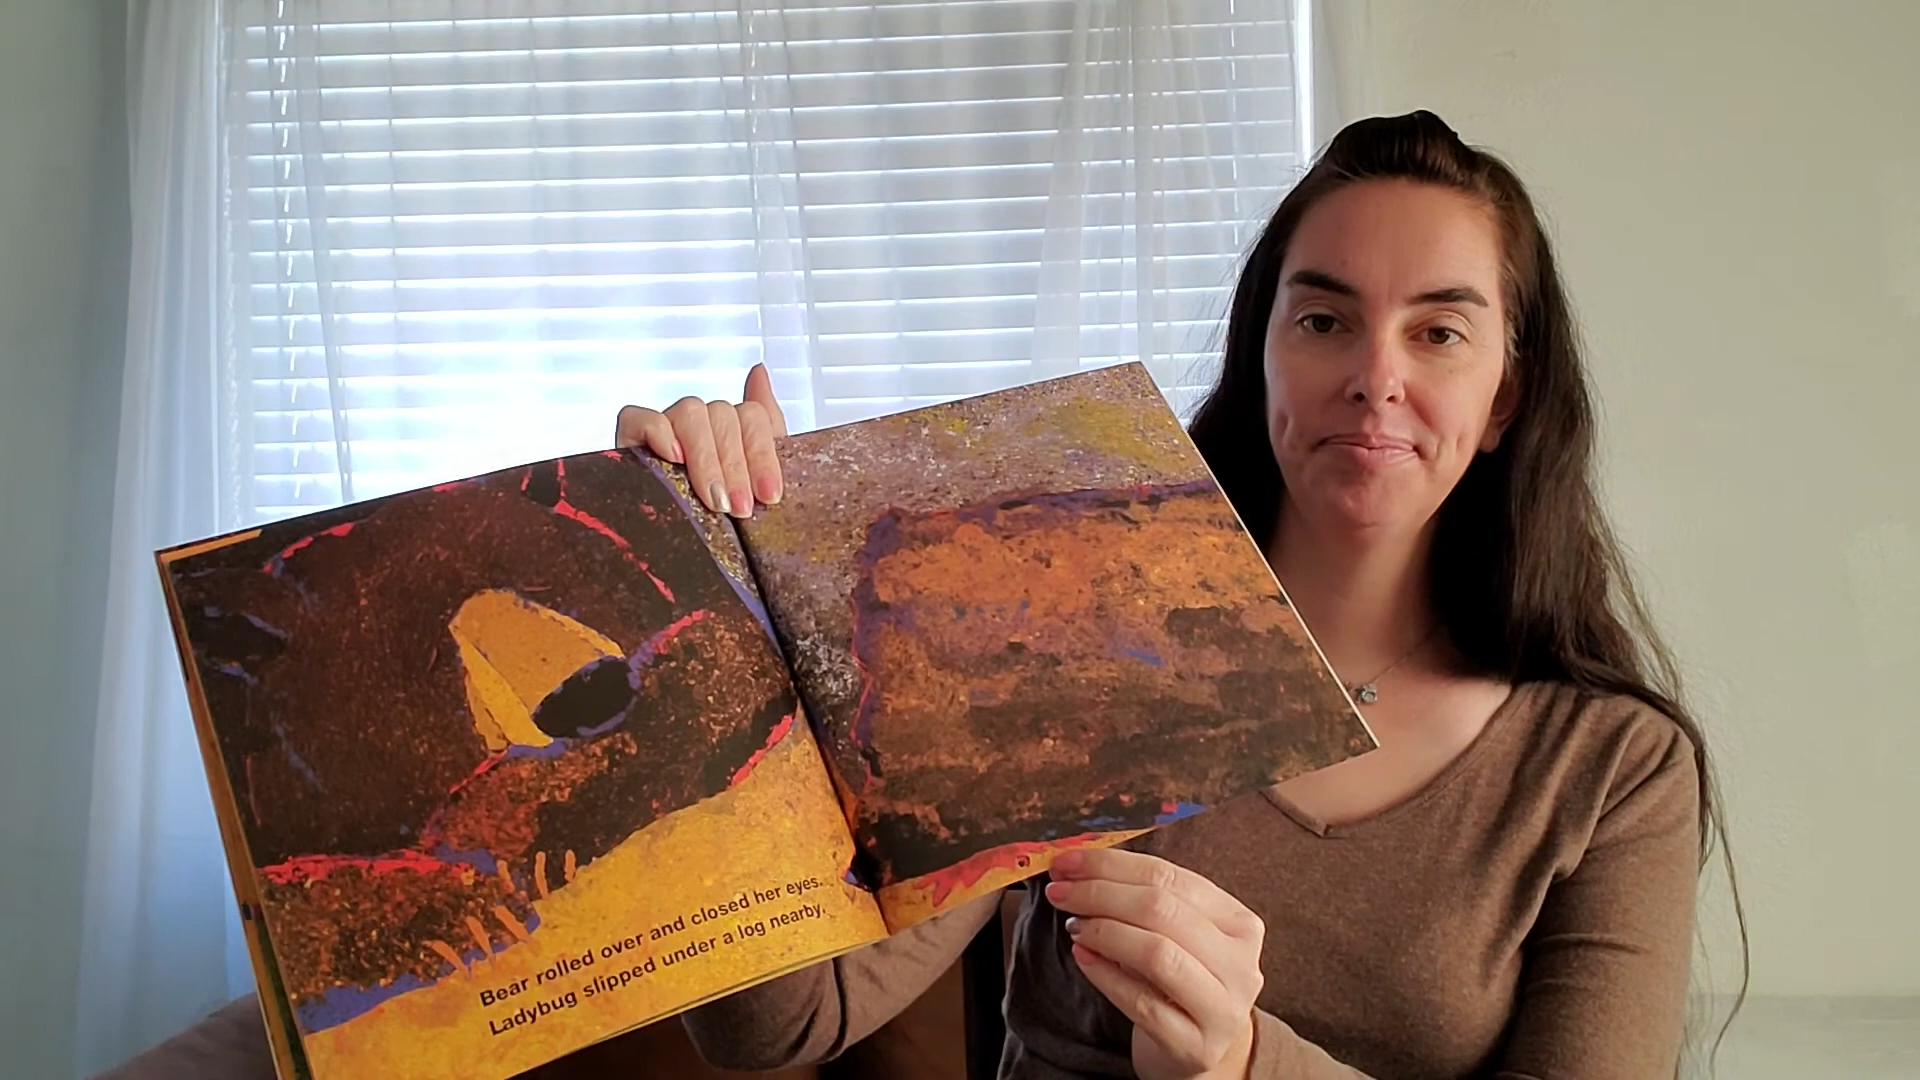 Bear rolled over and closed her eyes.
Ladybug slipped under a log nearby.